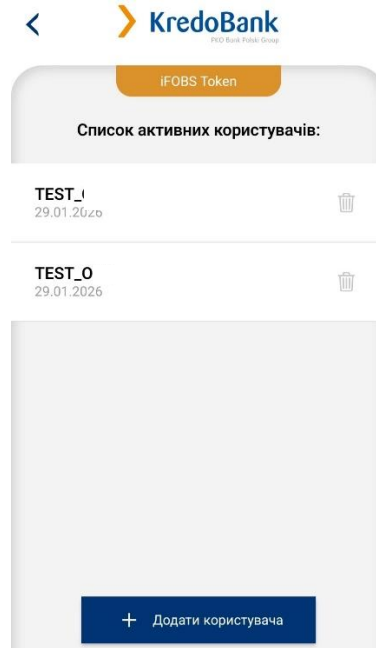 KredoBank
PKO Bank Polski Group
iFOBS Token
Список активних користувачів:
TEST_
29.01.2026
TEST_O
29.01.2026
Додати користувача